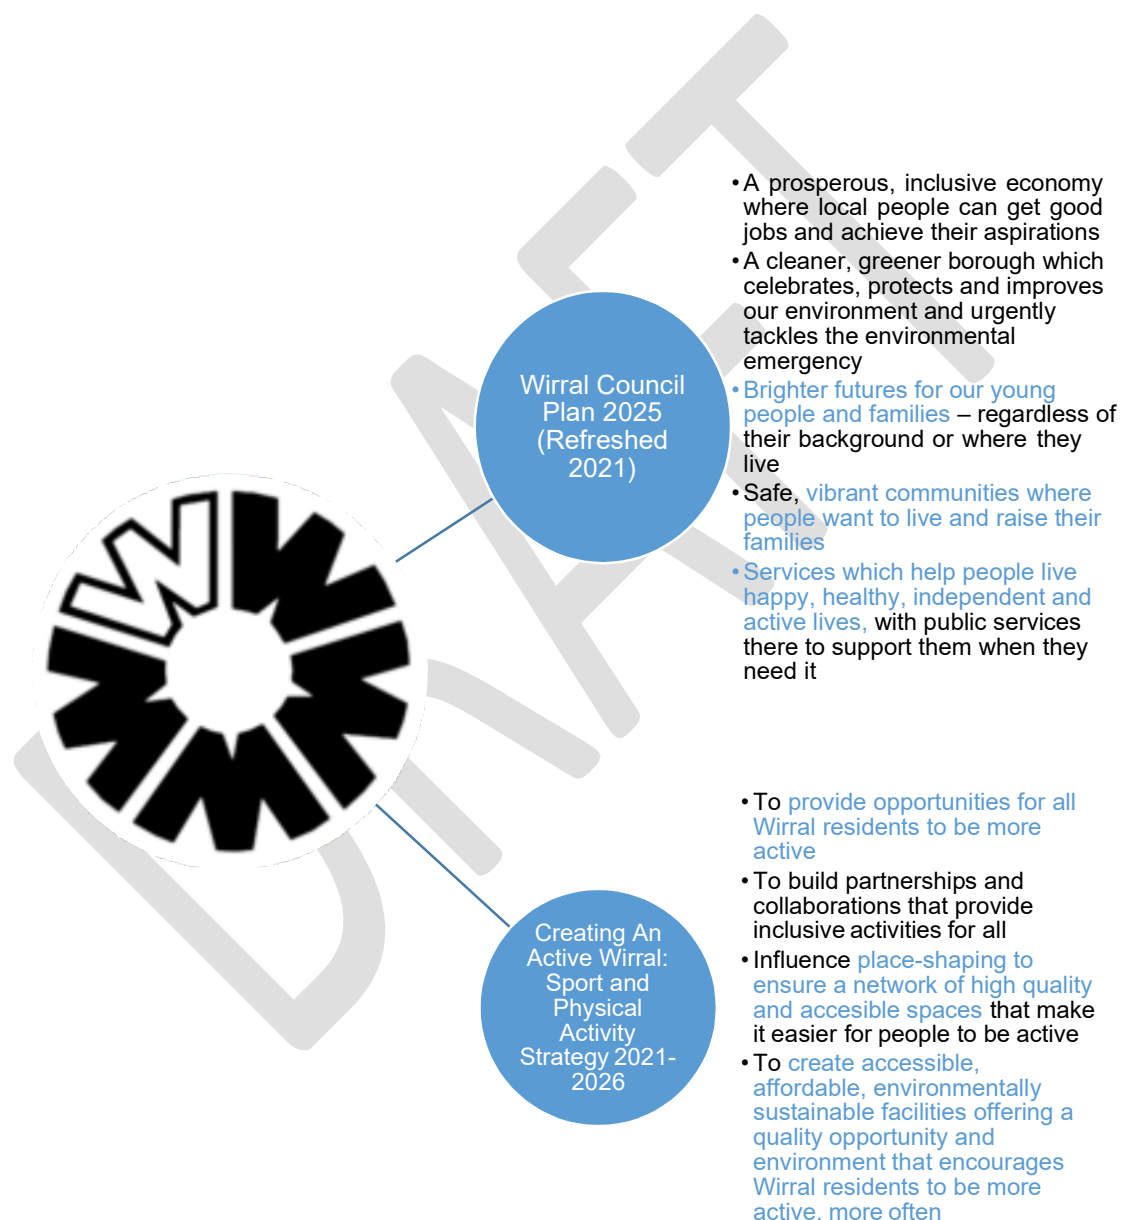 DRAFT
Wirral Council
Plan 2025
(Refreshed
2021)
• A prosperous, inclusive economy
where local people can get good
jobs and achieve their aspirations
• A cleaner, greener borough which
celebrates, protects and improves
our environment and urgently
tackles the environmental
emergency
• Brighter futures for our young
people and families – regardless of
their background or where they
live
• Safe, vibrant communities where
people want to live and raise their
families
• Services which help people live
happy, healthy, independent and
active lives, with public services
there to support them when they
need it
Creating An
Active Wirral:
Sport and
Physical
Activity
Strategy 2021-
2026
• To provide opportunities for all
Wirral residents to be more
active
• To build partnerships and
collaborations that provide
inclusive activities for all
• Influence place-shaping to
ensure a network of high quality
and accesible spaces that make
it easier for people to be active
• To create accessible,
affordable, environmentally
sustainable facilities offering a
quality opportunity and
environment that encourages
Wirral residents to be more
active, more often